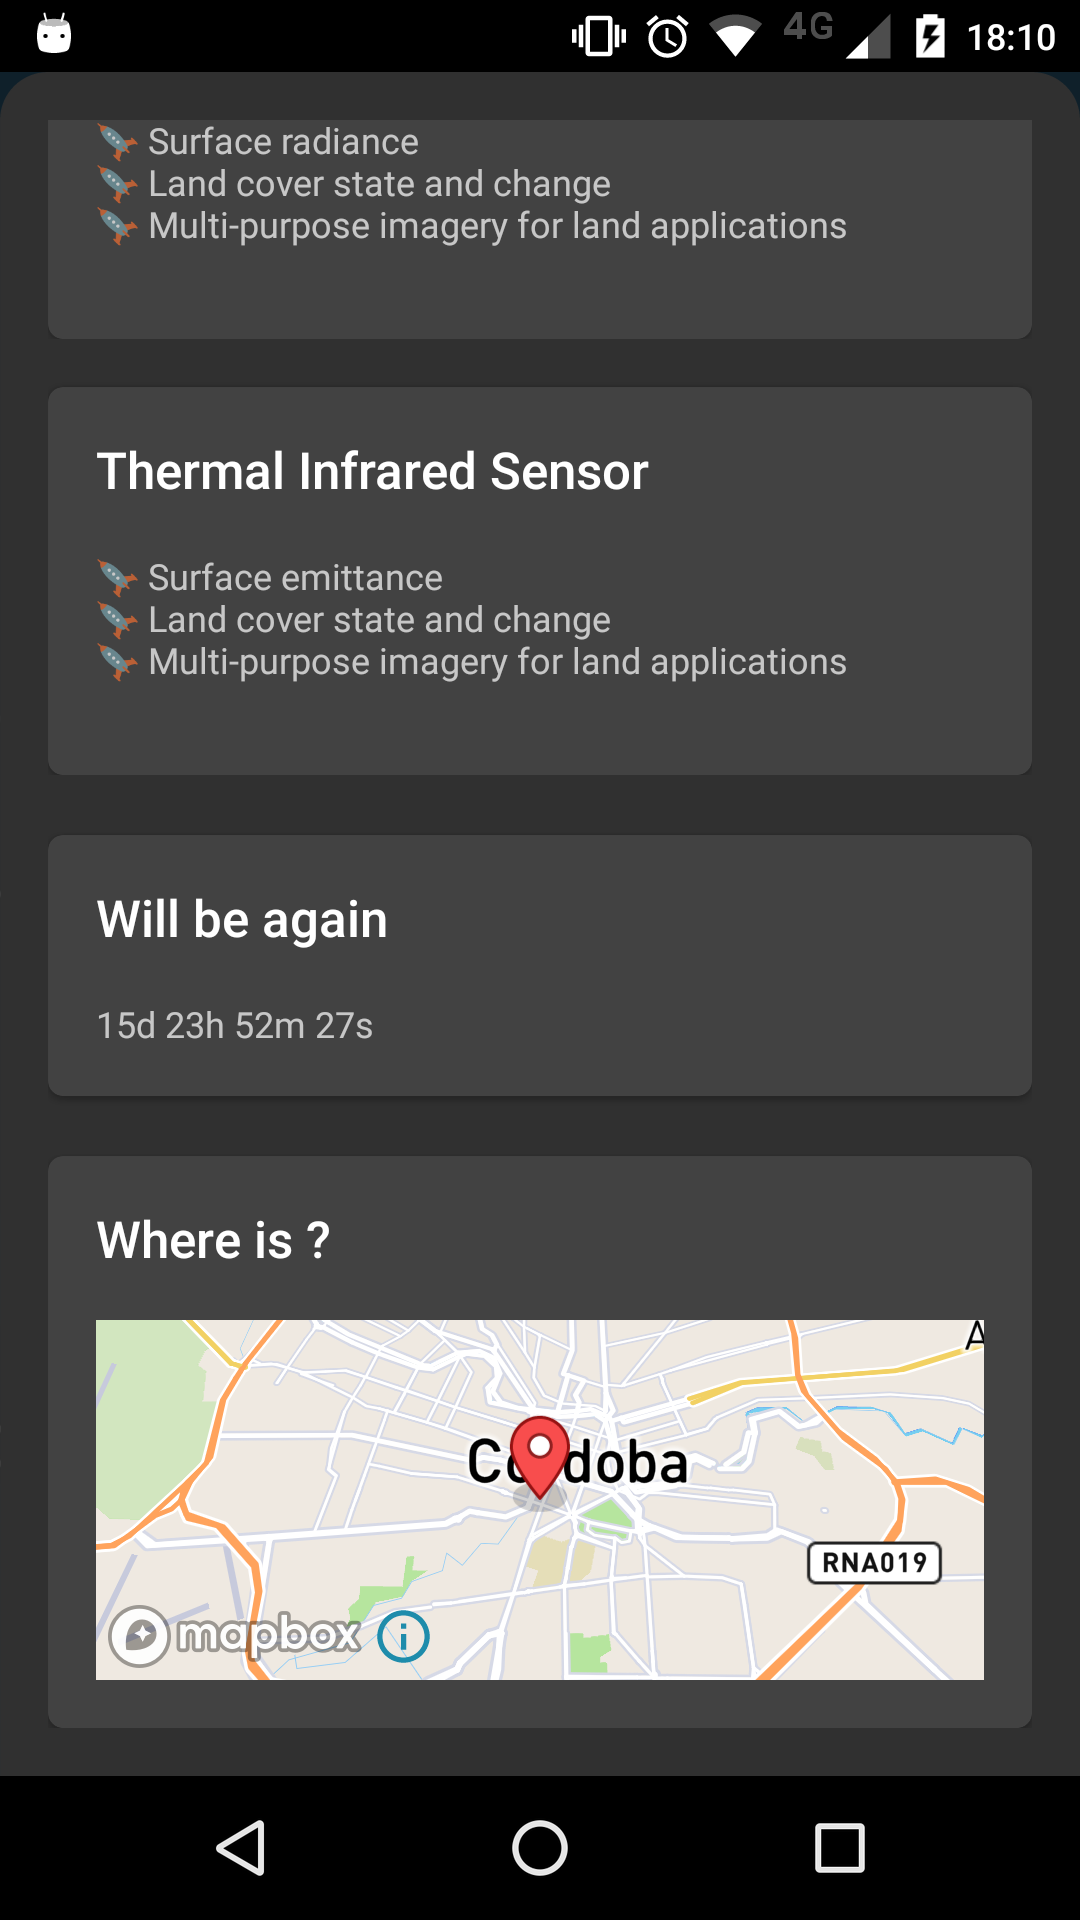 4G 18:10
Surface radiance
Land cover state and change
Multi-purpose imagery for land applications
Thermal Infrared Sensor
Surface emittance
Land cover state and change
Multi-purpose imagery for land applications
Will be again
15d 23h 52m 27s
Where is ?
RNA019
mapbox